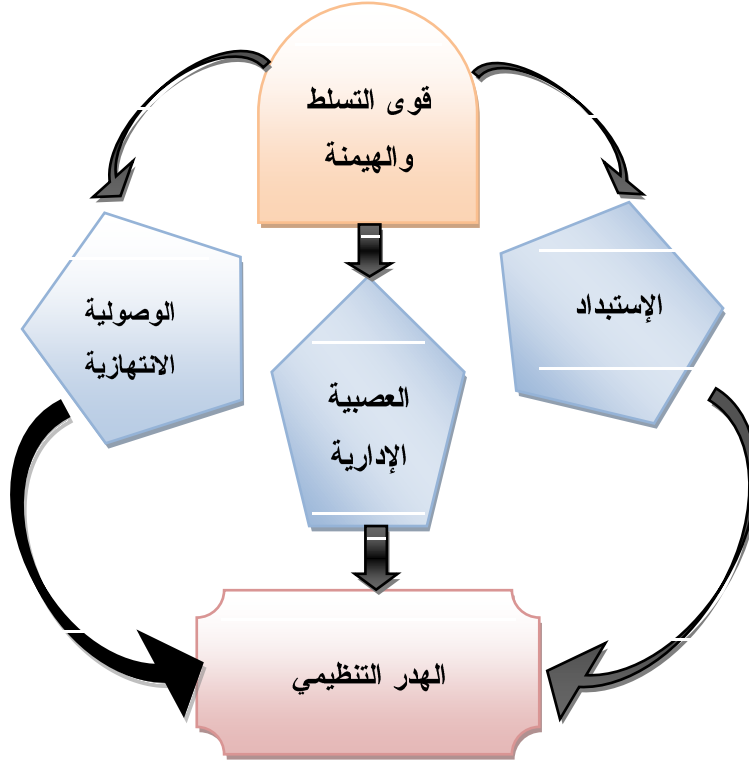 قوى التسلط
والهيمنة
الإستبداد
العصبية
الإدارية
الوصولية
الانتهازية
الهدر التنظيمي